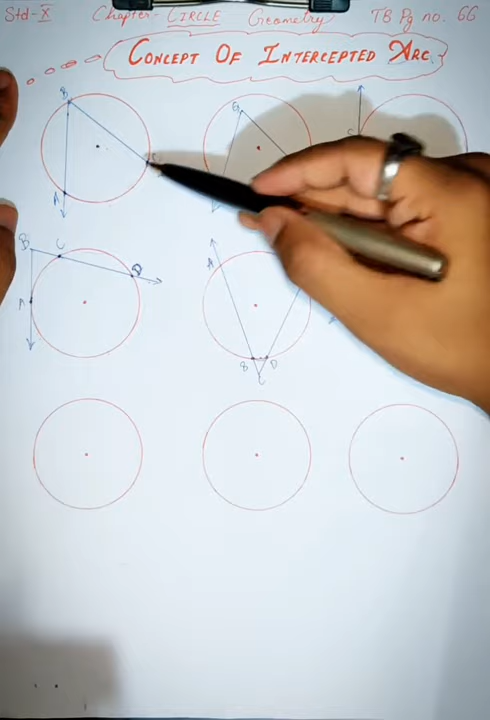 Std-X Chapter- CIRCLE Geometry TB Pg no. 66
CONCEPT OF INTERCEPTED ARC.
B
G
A
B C D
A
A
B D
C